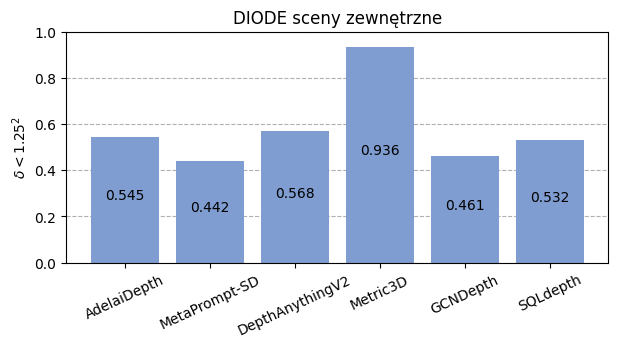 DIODE sceny zewnętrzne
δ < 1.25²
1.0
0.8
0.6
0.4
0.2
0.0
0.545
0.442
0.568
0.936
0.461
0.532
AdelaiDepth
MetaPrompt-SD
DepthAnythingV2
Metric3D
GCNDepth
SQLdepth